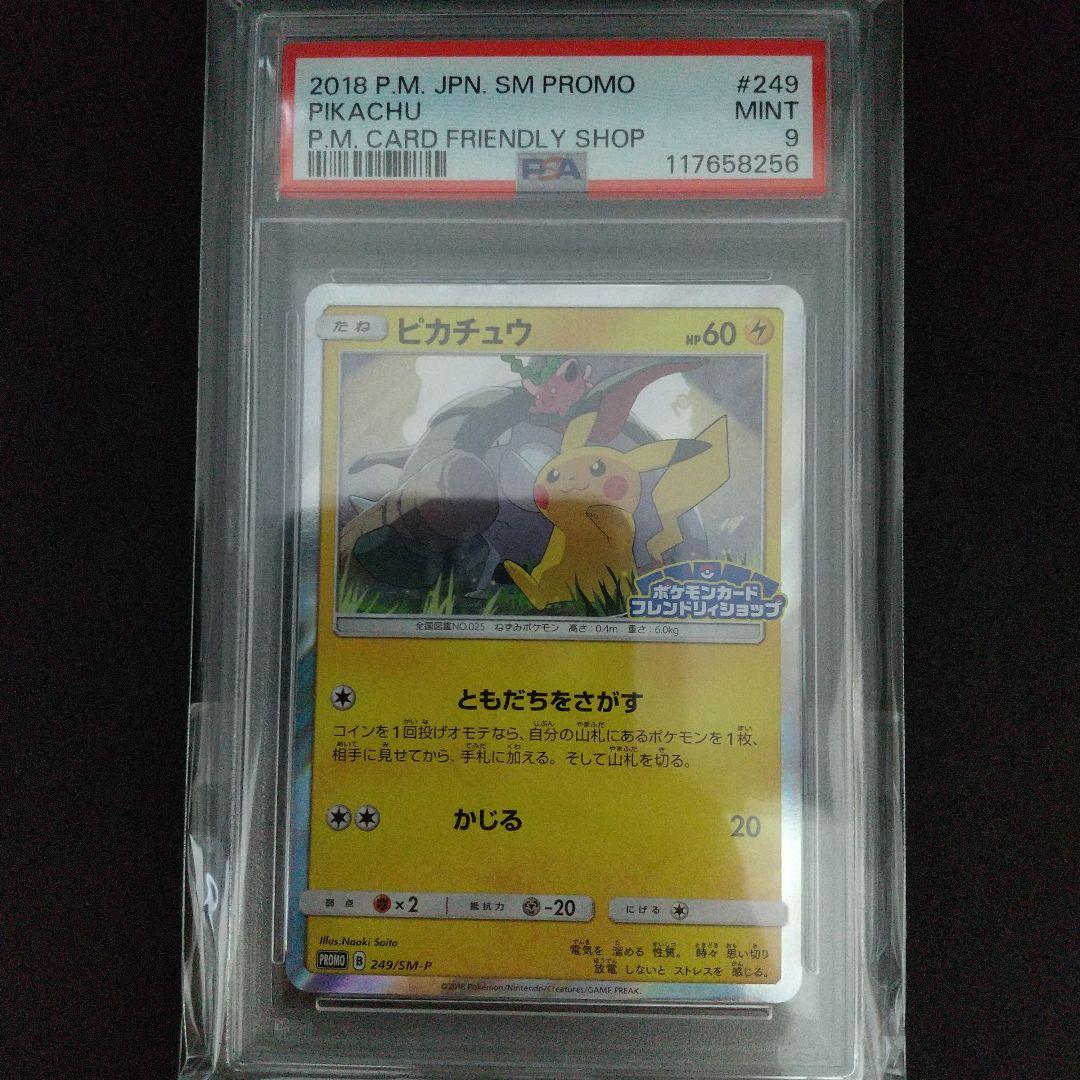 2018 P.M. JPN. SM PROMO #249
PIKACHU MINT
P.M. CARD FRIENDLY SHOP 9
PSA 117658256
たね ピカチュウ HP60
ポケモンカード
フレンドリィショップ
全国図鑑NO.025 ねずみポケモン 高さ:0.4m 重さ:6.0kg
ともだちをさがす
コインを1回投げオモテなら、自分の山札にあるポケモンを1枚、
相手に見せてから、手札に加える。そして山札を切る。
かじる 20
弱点 ×2 抵抗力 -20 にげる
Illus.Naoki Saito
電気を溜める性質。時々思い切り
放電しないとストレスを感じる。
PROMO B 249/SM-P
©2018 Pokémon/Nintendo/Creatures/GAME FREAK.